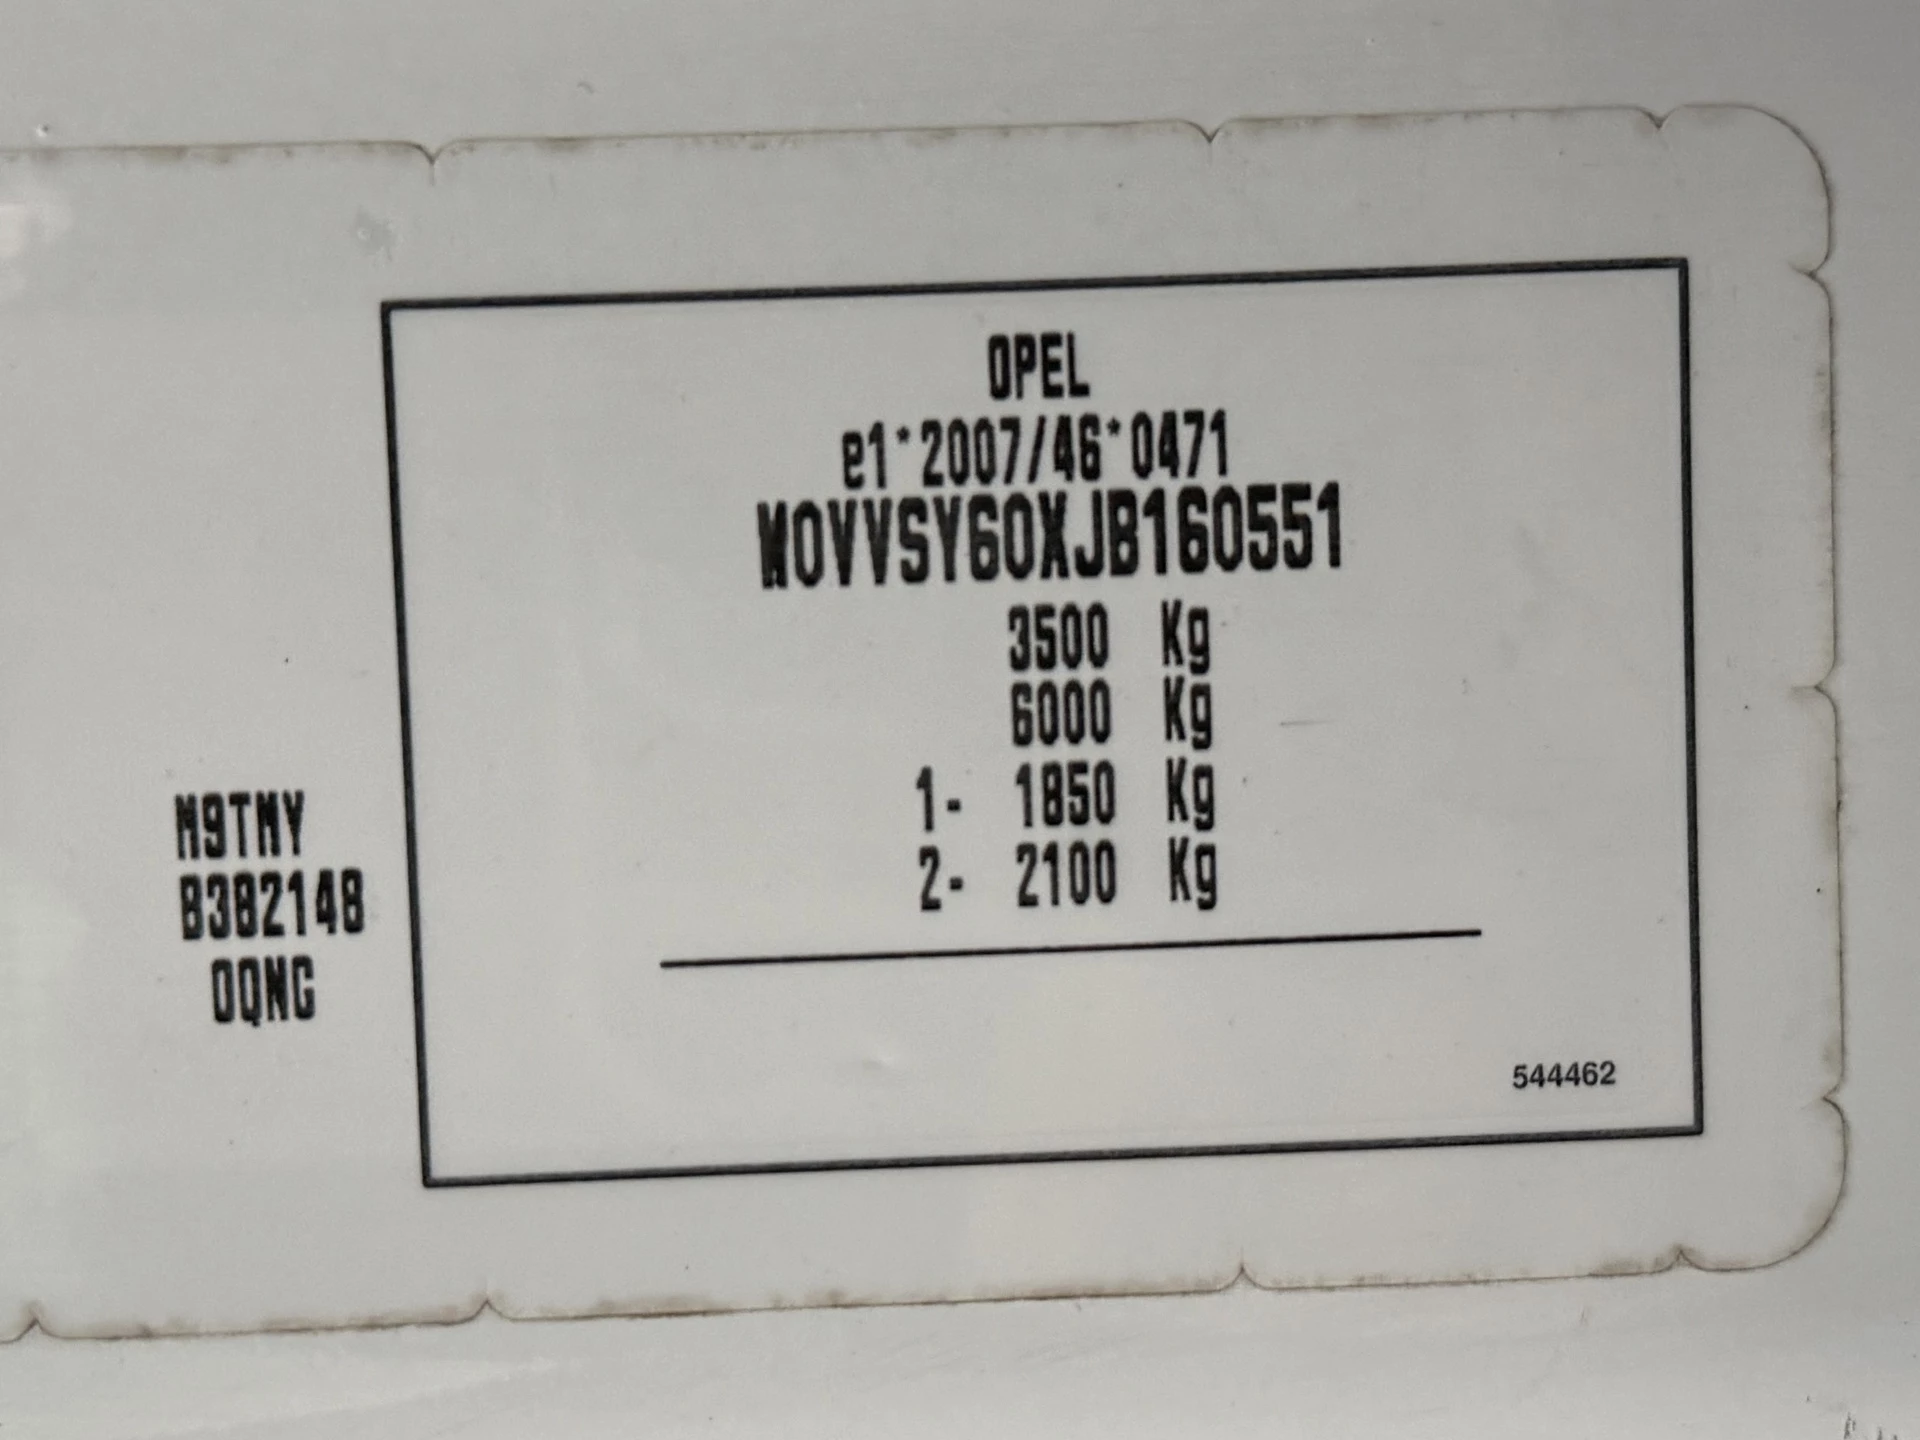 OPEL
e1*2007/46*0471
W0VVSY60XJB160551
3500 Kg
6000 Kg
1- 1850 Kg
2- 2100 Kg
M9TMY
B382148
0QNG
544462